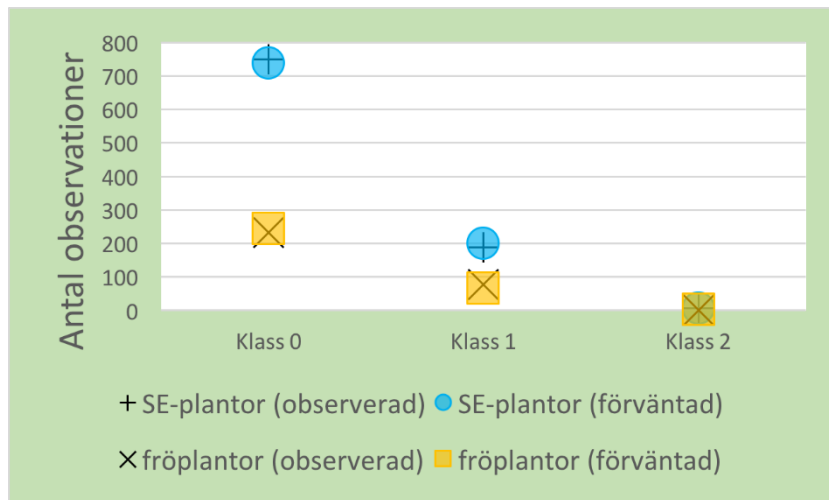 Antal observationer
800
700
600
500
400
300
200
100
0
Klass 0 Klass 1 Klass 2
SE-plantor (observerad) SE-plantor (förväntad)
fröplantor (observerad) fröplantor (förväntad)